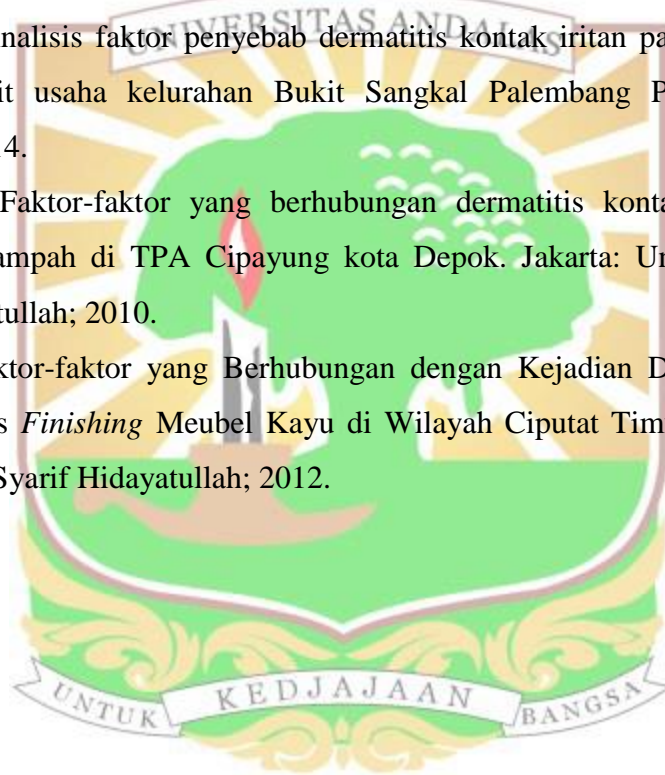 UNIVERSITAS ANDALAS
nalisis faktor penyebab dermatitis kontak iritan pa
it usaha kelurahan Bukit Sangkal Palembang P
14.
Faktor-faktor yang berhubungan dermatitis konta
ampah di TPA Cipayung kota Depok. Jakarta: Un
tullah; 2010.
ktor-faktor yang Berhubungan dengan Kejadian D
s Finishing Meubel Kayu di Wilayah Ciputat Tim
Syarif Hidayatullah; 2012.
UNTUK KEDJAJAAN BANGSA